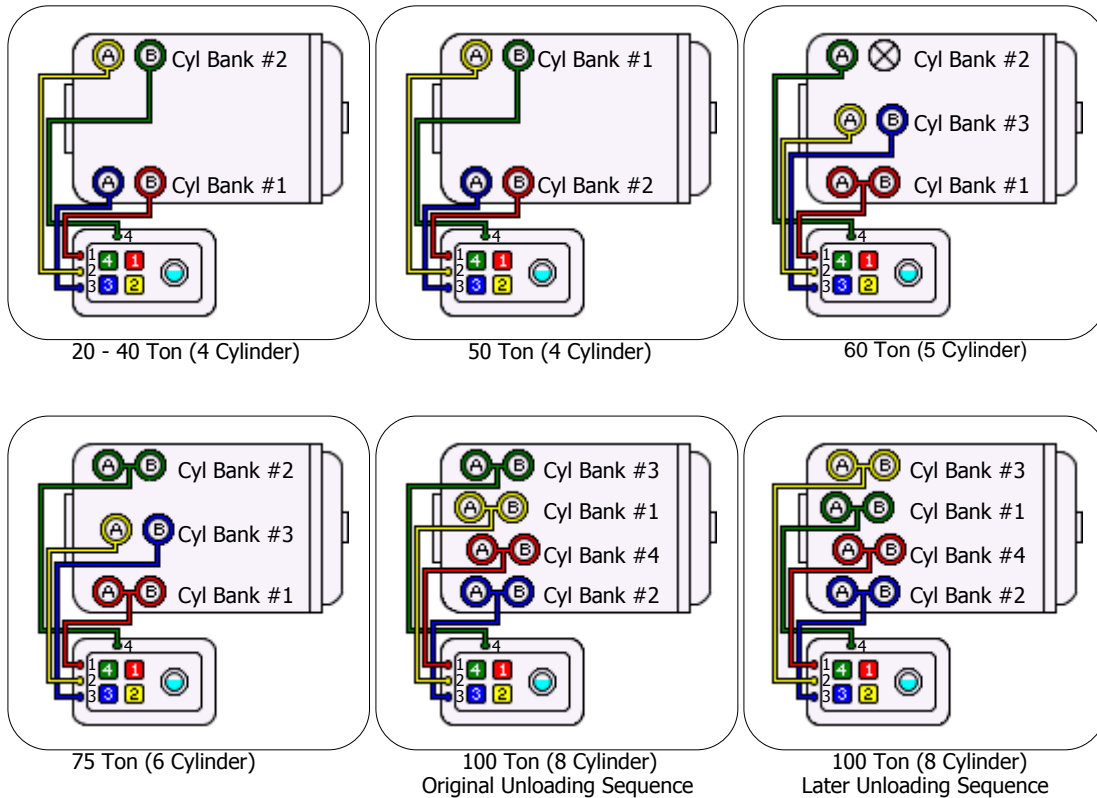 A B Cyl Bank #2
A B Cyl Bank #1
4
1 4 1
2
3 3 2
20 - 40 Ton (4 Cylinder)
A B Cyl Bank #1
A B Cyl Bank #2
4
1 4 1
2
3 3 2
50 Ton (4 Cylinder)
A Cyl Bank #2
A B Cyl Bank #3
A B Cyl Bank #1
4
1 4 1
2
3 3 2
60 Ton (5 Cylinder)
A B Cyl Bank #2
A B Cyl Bank #3
A B Cyl Bank #1
4
1 4 1
2
3 3 2
75 Ton (6 Cylinder)
A B Cyl Bank #3
A B Cyl Bank #1
A B Cyl Bank #4
A B Cyl Bank #2
4
1 4 1
2
3 3 2
100 Ton (8 Cylinder)
Original Unloading Sequence
A B Cyl Bank #3
A B Cyl Bank #1
A B Cyl Bank #4
A B Cyl Bank #2
4
1 4 1
2
3 3 2
100 Ton (8 Cylinder)
Later Unloading Sequence